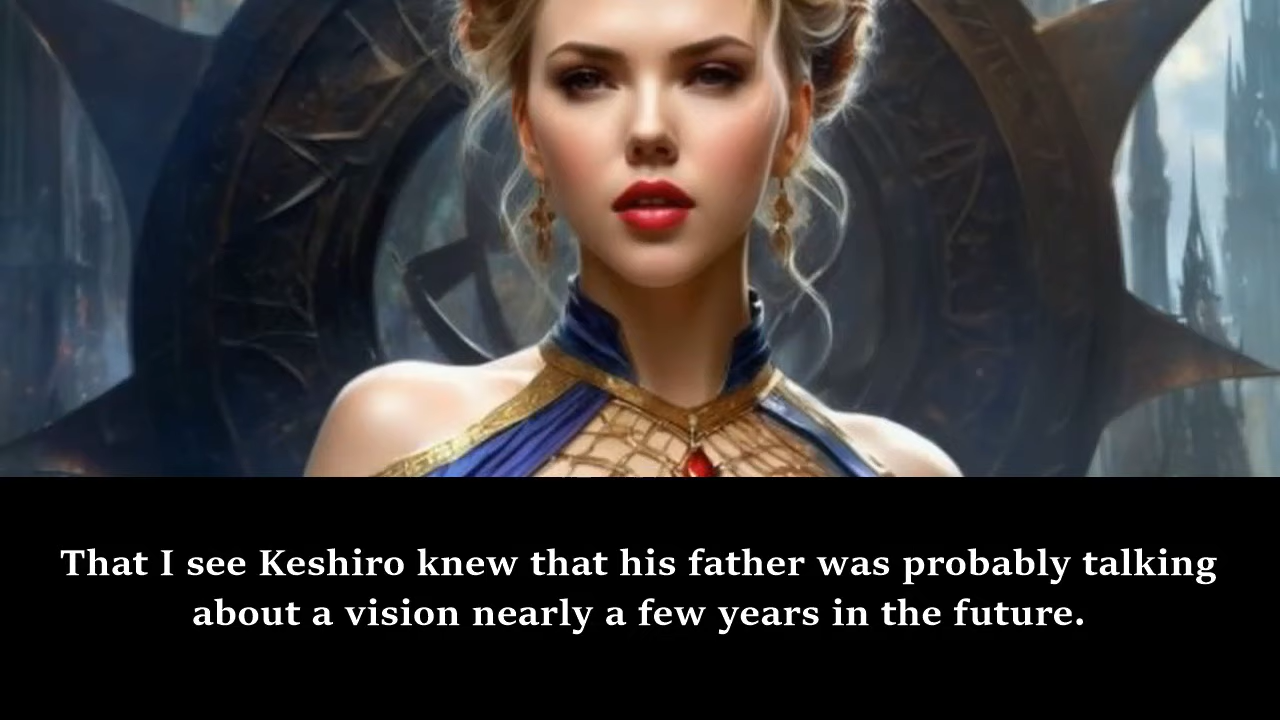 That I see Keshiro knew that his father was probably talking
about a vision nearly a few years in the future.